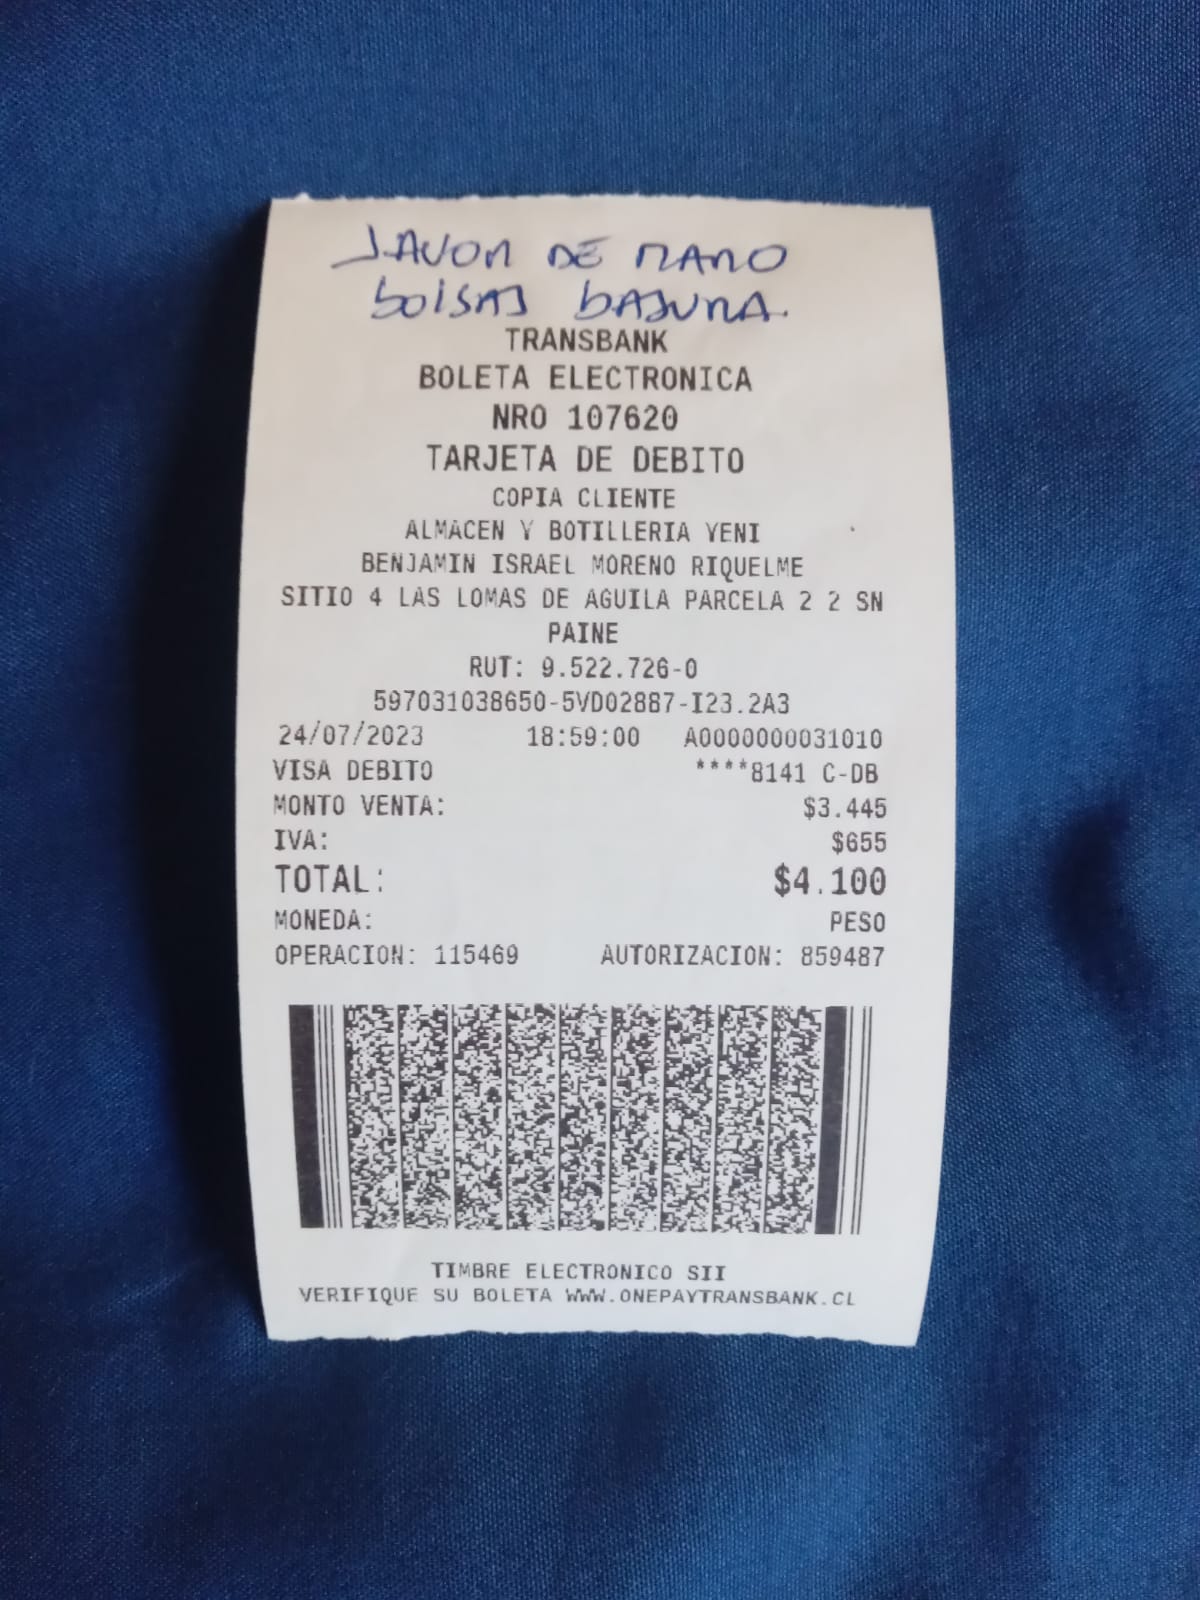 JAVON DE MANO
bolsas basura.
TRANSBANK
BOLETA ELECTRONICA
NRO 107620
TARJETA DE DEBITO
COPIA CLIENTE
ALMACEN Y BOTILLERIA YENI
BENJAMIN ISRAEL MORENO RIQUELME
SITIO 4 LAS LOMAS DE AGUILA PARCELA 2 2 SN
PAINE
RUT: 9.522.726-0
597031038650-5VD02887-I23.2A3
24/07/2023 18:59:00 A0000000031010
VISA DEBITO ****8141 C-DB
MONTO VENTA: $3.445
IVA: $655
TOTAL: $4.100
MONEDA: PESO
OPERACION: 115469 AUTORIZACION: 859487
TIMBRE ELECTRONICO SII
VERIFIQUE SU BOLETA WWW.ONEPAYTRANSBANK.CL